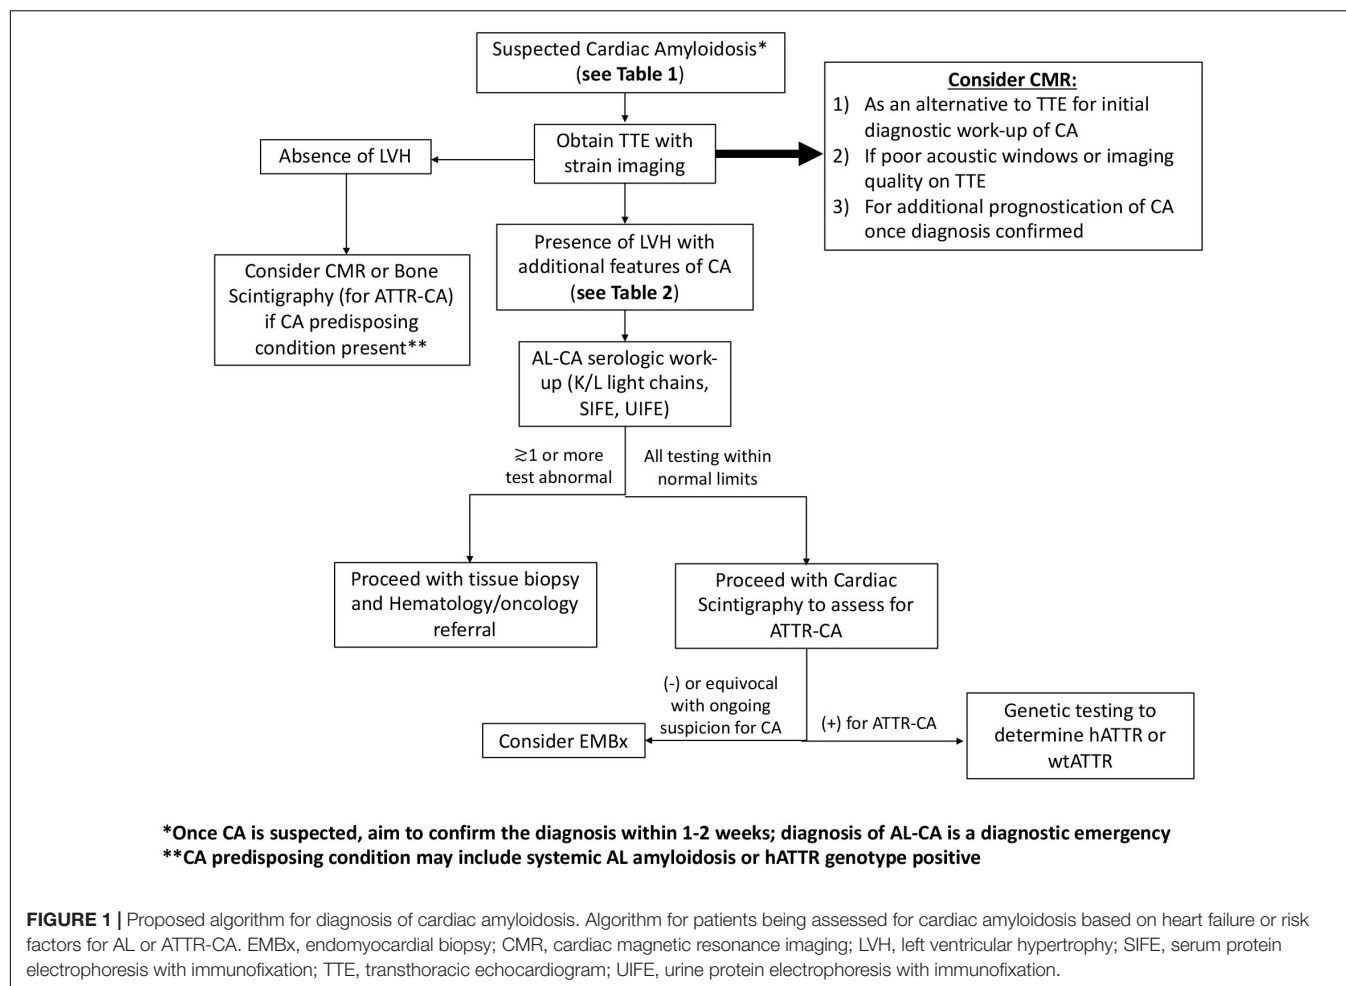 Suspected Cardiac Amyloidosis*
(see Table 1)
Consider CMR:
1) As an alternative to TTE for initial
diagnostic work-up of CA
2) If poor acoustic windows or imaging
quality on TTE
3) For additional prognostication of CA
once diagnosis confirmed
Obtain TTE with
strain imaging
Absence of LVH
Presence of LVH with
additional features of CA
(see Table 2)
Consider CMR or Bone
Scintigraphy (for ATTR-CA)
if CA predisposing
condition present**
AL-CA serologic work-
up (K/L light chains,
SIFE, UIFE)
≳1 or more
test abnormal
All testing within
normal limits
Proceed with tissue biopsy
and Hematology/oncology
referral
Proceed with Cardiac
Scintigraphy to assess for
ATTR-CA
(-) or equivocal
with ongoing
suspicion for CA
(+) for ATTR-CA
Consider EMBx
Genetic testing to
determine hATTR or
wtATTR
*Once CA is suspected, aim to confirm the diagnosis within 1-2 weeks; diagnosis of AL-CA is a diagnostic emergency
**CA predisposing condition may include systemic AL amyloidosis or hATTR genotype positive
FIGURE 1 | Proposed algorithm for diagnosis of cardiac amyloidosis. Algorithm for patients being assessed for cardiac amyloidosis based on heart failure or risk
factors for AL or ATTR-CA. EMBx, endomyocardial biopsy; CMR, cardiac magnetic resonance imaging; LVH, left ventricular hypertrophy; SIFE, serum protein
electrophoresis with immunofixation; TTE, transthoracic echocardiogram; UIFE, urine protein electrophoresis with immunofixation.